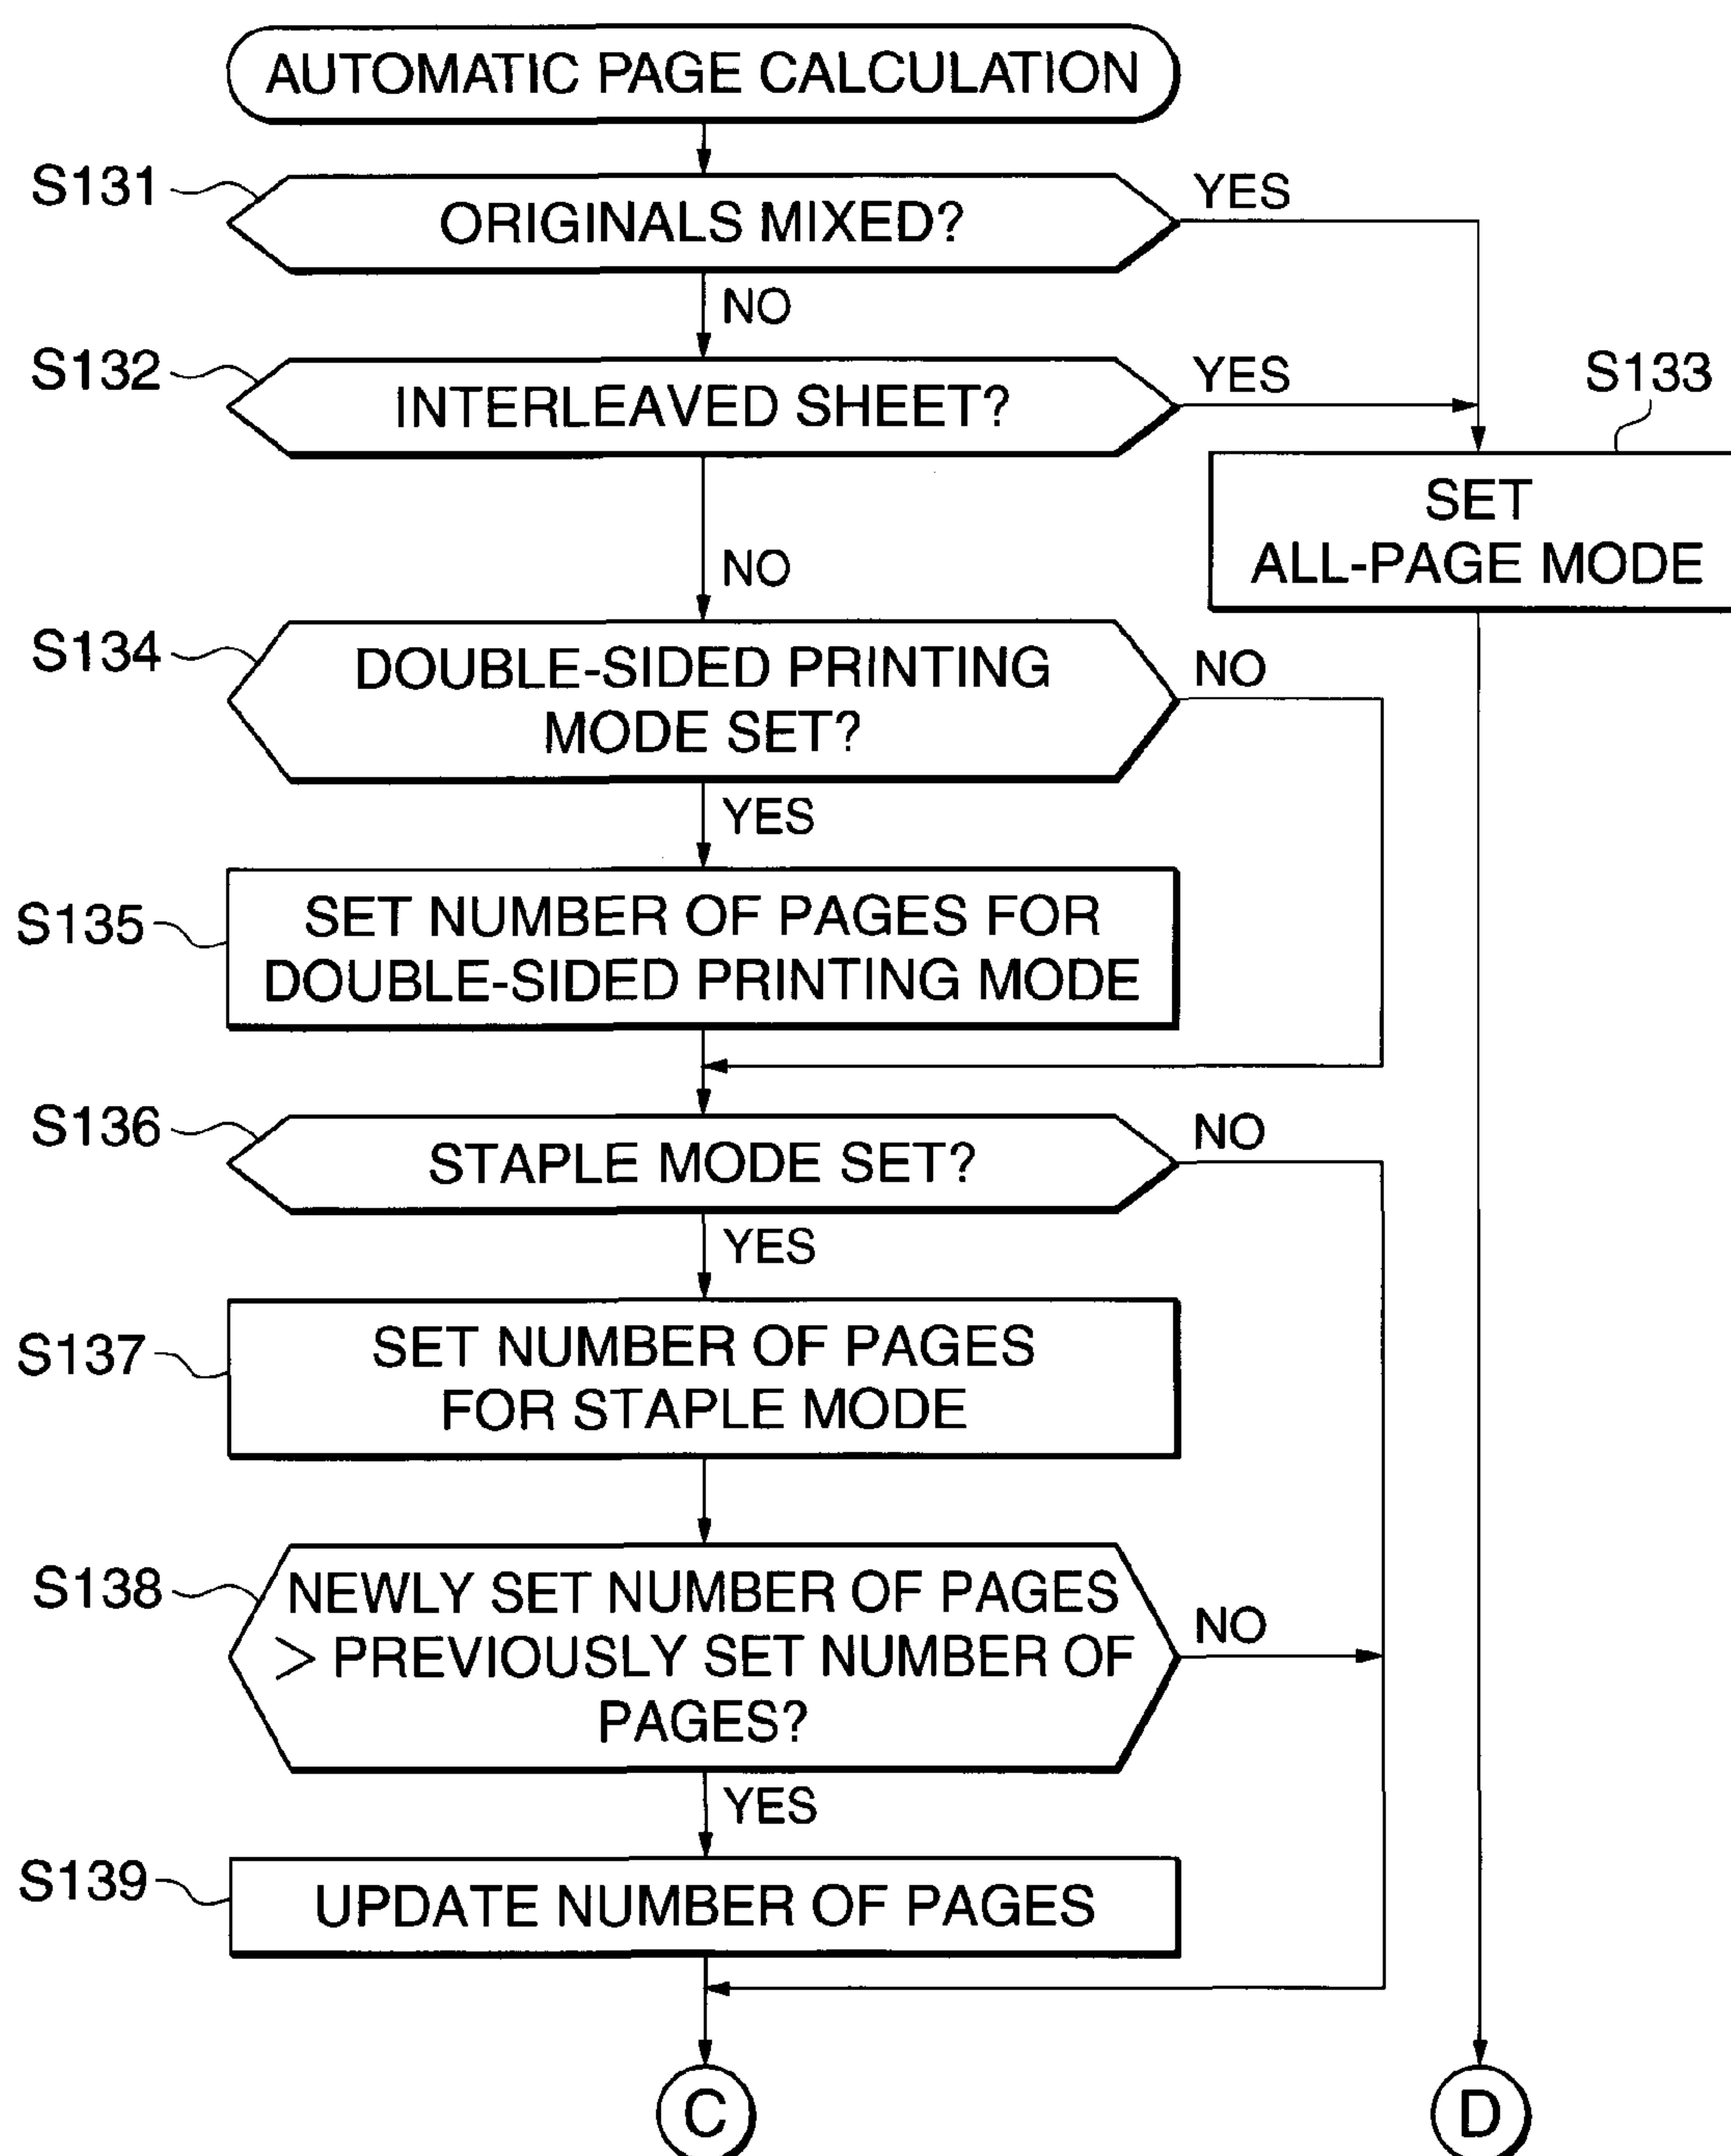 AUTOMATIC PAGE CALCULATION
S131
ORIGINALS MIXED?
YES
NO
S132
INTERLEAVED SHEET?
YES
S133
SET
ALL-PAGE MODE
NO
S134
DOUBLE-SIDED PRINTING
MODE SET?
NO
YES
S135
SET NUMBER OF PAGES FOR
DOUBLE-SIDED PRINTING MODE
S136
STAPLE MODE SET?
NO
YES
S137
SET NUMBER OF PAGES
FOR STAPLE MODE
S138
NEWLY SET NUMBER OF PAGES
> PREVIOUSLY SET NUMBER OF
PAGES?
NO
YES
S139
UPDATE NUMBER OF PAGES
C
D